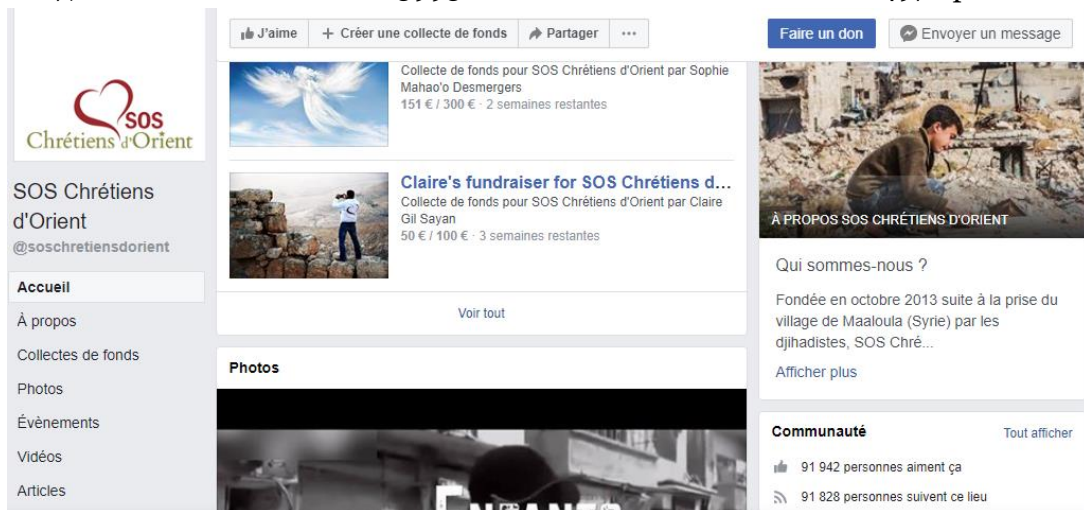 J'aime
Créer une collecte de fonds
Partager
Faire un don
Envoyer un message
SOS
Chrétiens d'Orient
SOS Chrétiens
d'Orient
@soschretiensdorient
Accueil
À propos
Collectes de fonds
Photos
Évènements
Vidéos
Articles
Collecte de fonds pour SOS Chrétiens d'Orient par Sophie
Mahao'o Desmergers
151 € / 300 € · 2 semaines restantes
Claire's fundraiser for SOS Chrétiens d...
Collecte de fonds pour SOS Chrétiens d'Orient par Claire
Gil Sayan
50 € / 100 € · 3 semaines restantes
Voir tout
Photos
À PROPOS SOS CHRÉTIENS D'ORIENT
Qui sommes-nous ?
Fondée en octobre 2013 suite à la prise du
village de Maaloula (Syrie) par les
djihadistes, SOS Chré...
Afficher plus
Communauté
Tout afficher
91 942 personnes aiment ça
91 828 personnes suivent ce lieu